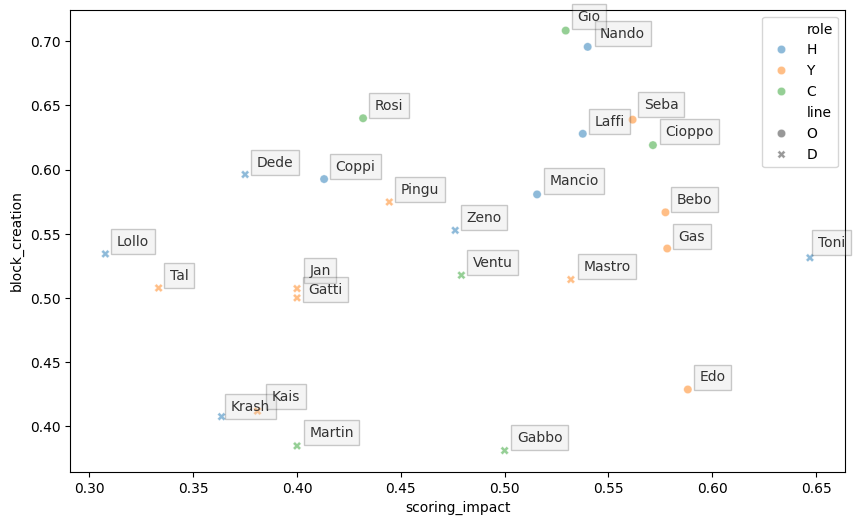 Gio
Nando
role
H
Y
C
line
O
D
0.70
0.65
0.60
0.55
0.50
0.45
0.40
block_creation
Rosi
Seba
Laffi
Cioppo
Dede
Coppi
Pingu
Mancio
Bebo
Zeno
Gas
Lollo
Toni
Tal
Jan
Gatti
Ventu
Mastro
Edo
Kais
Krash
Martin
Gabbo
0.30
0.35
0.40
0.45
0.50
0.55
0.60
0.65
scoring_impact